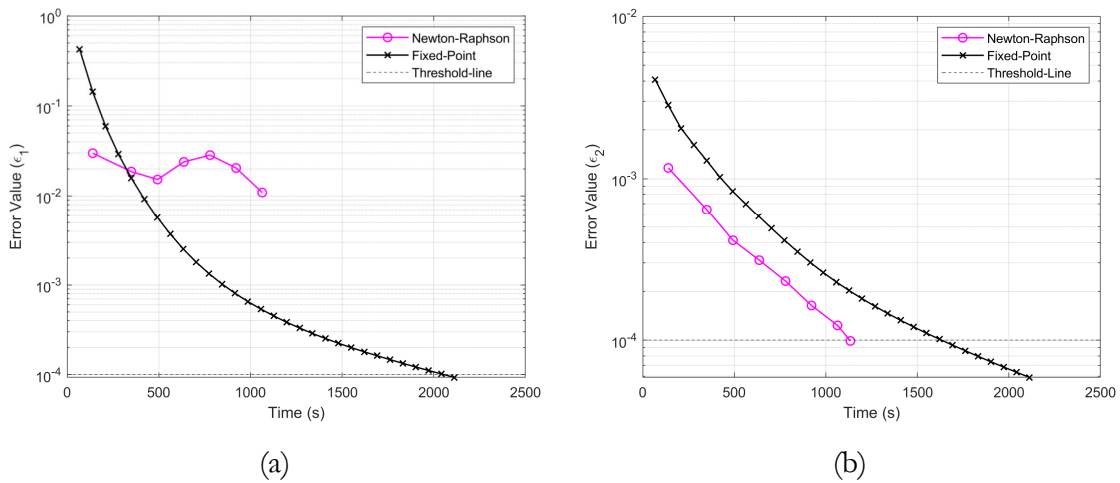 10^0
10^-1
10^-2
10^-3
10^-4
Error Value (ϵ_1)
0 500 1000 1500 2000 2500
Time (s)
Newton-Raphson
Fixed-Point
Threshold-line
(a)
10^-2
10^-3
10^-4
Error Value (ϵ_2)
0 500 1000 1500 2000 2500
Time (s)
Newton-Raphson
Fixed-Point
Threshold-Line
(b)